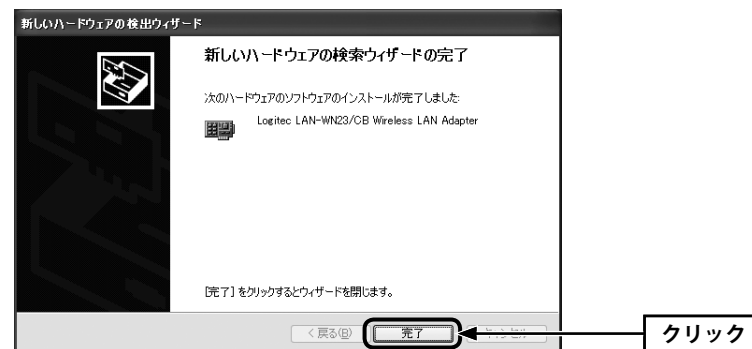 新しいハードウェアの検出ウィザード
新しいハードウェアの検索ウィザードの完了
次のハードウェアのソフトウェアのインストールが完了しました:
Logitec LAN-WN23/CB Wireless LAN Adapter
[完了] をクリックするとウィザードを閉じます。
< 戻る(B)
完了
キャンセル
クリック